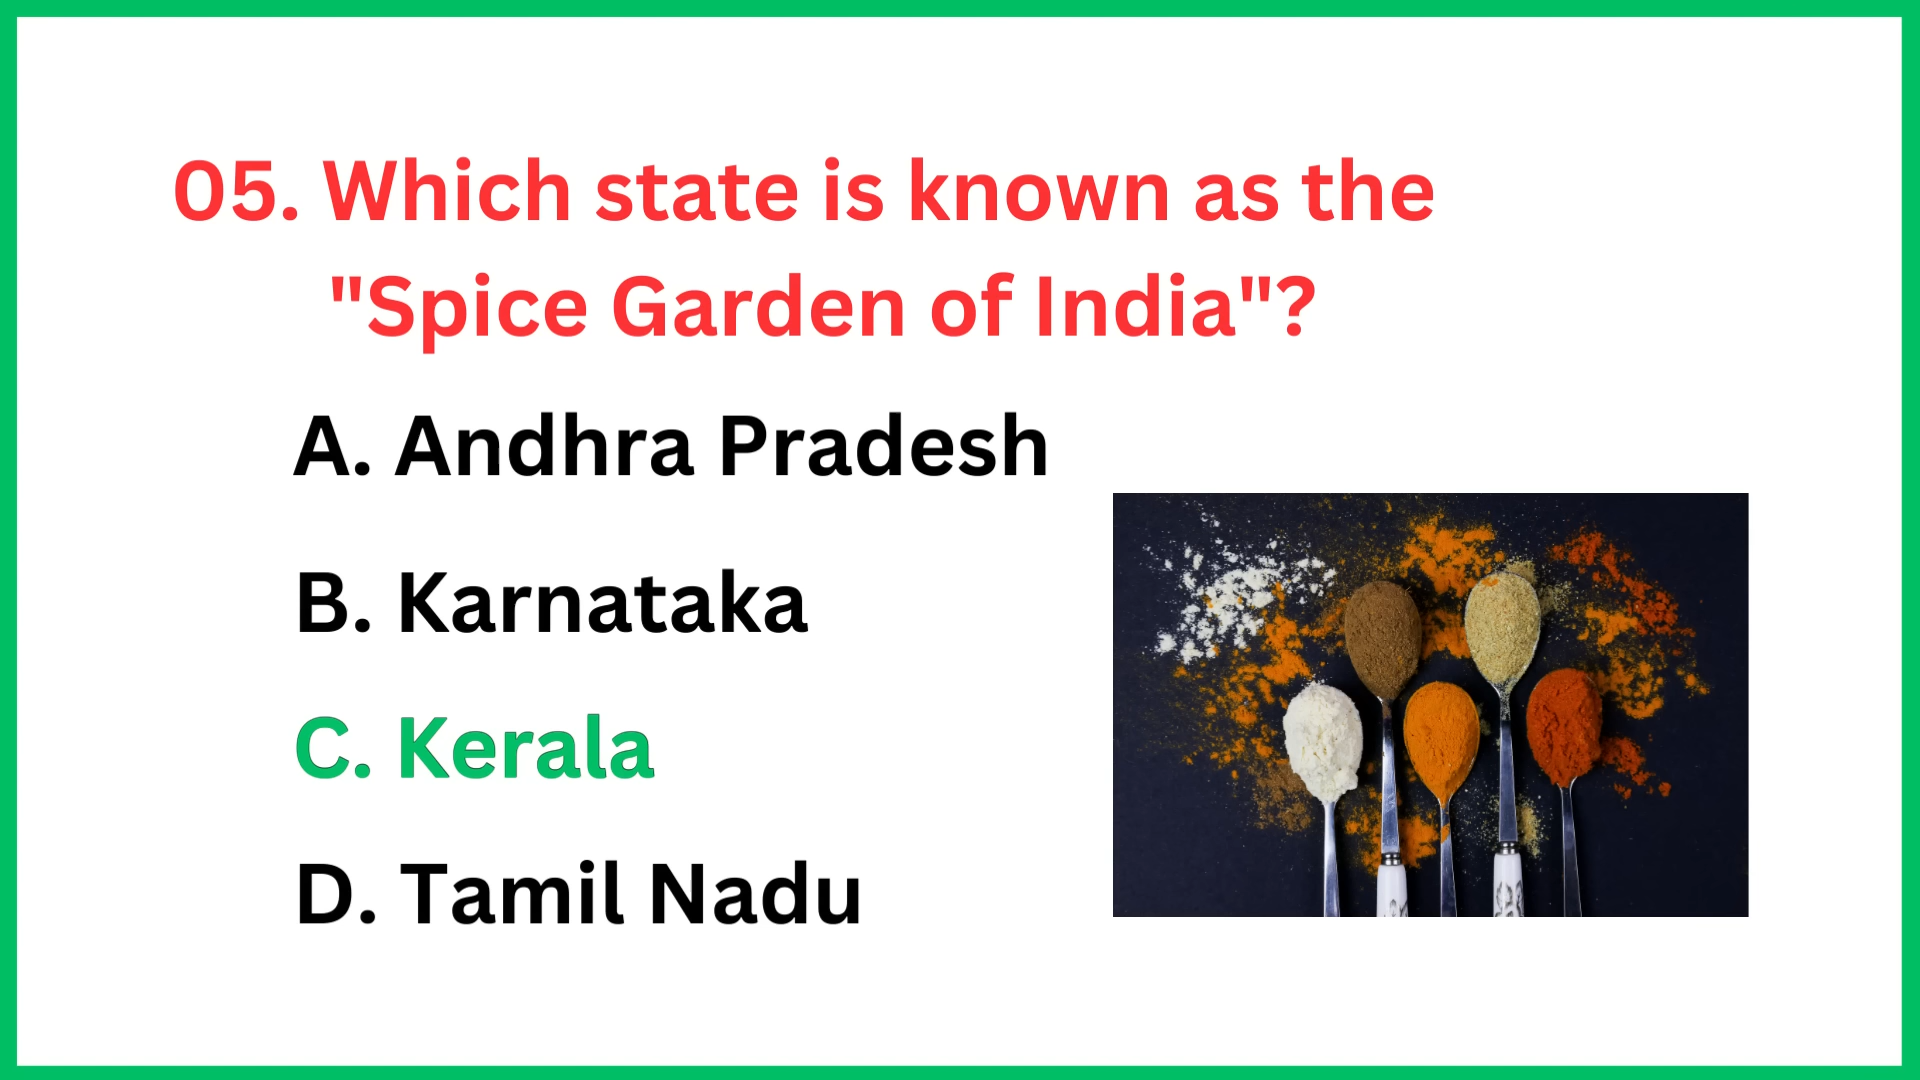 05. Which state is known as the
"Spice Garden of India"?
A. Andhra Pradesh
B. Karnataka
C. Kerala
D. Tamil Nadu